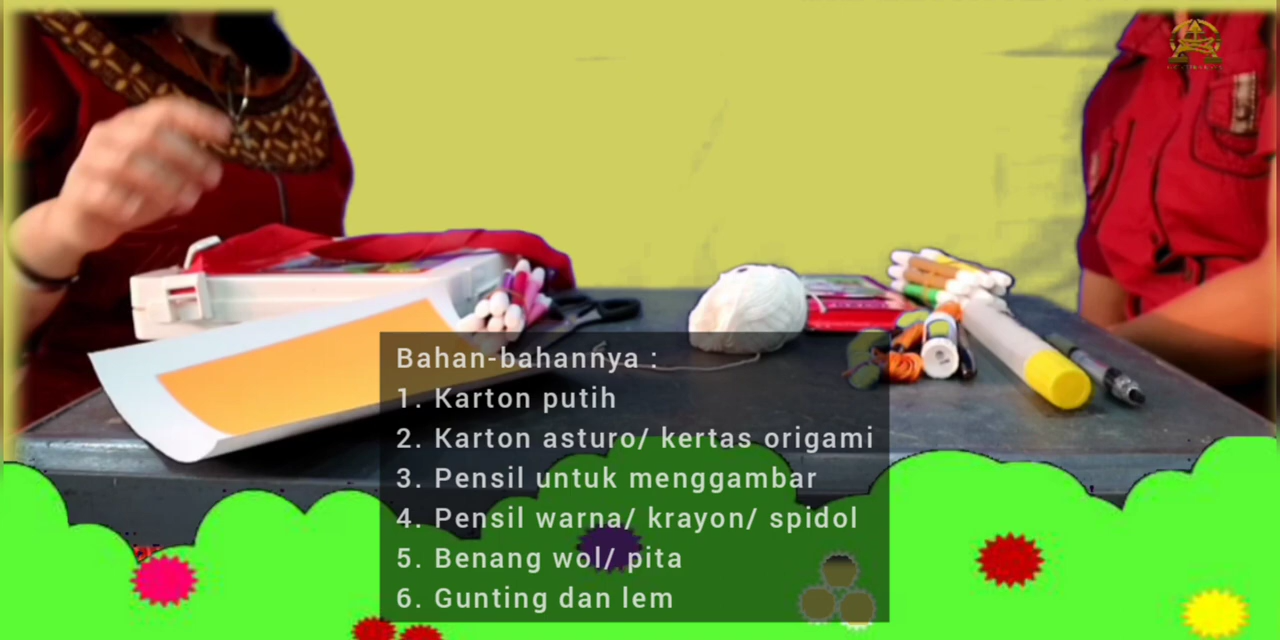 Bahan-bahannya :
1. Karton putih
2. Karton asturo/ kertas origami
3. Pensil untuk menggambar
4. Pensil warna/ krayon/ spidol
5. Benang wol/ pita
6. Gunting dan lem